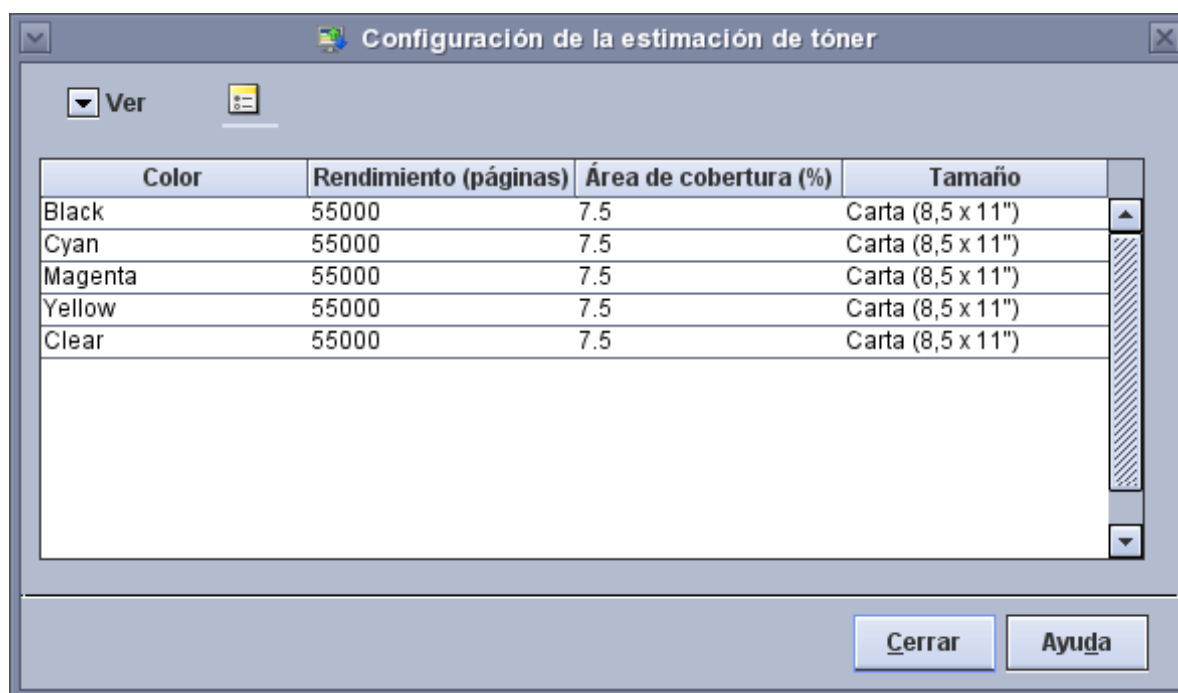 Configuración de la estimación de tóner
Ver
Color Rendimiento (páginas) Área de cobertura (%) Tamaño
Black 55000 7.5 Carta (8,5 x 11")
Cyan 55000 7.5 Carta (8,5 x 11")
Magenta 55000 7.5 Carta (8,5 x 11")
Yellow 55000 7.5 Carta (8,5 x 11")
Clear 55000 7.5 Carta (8,5 x 11")
Cerrar Ayuda